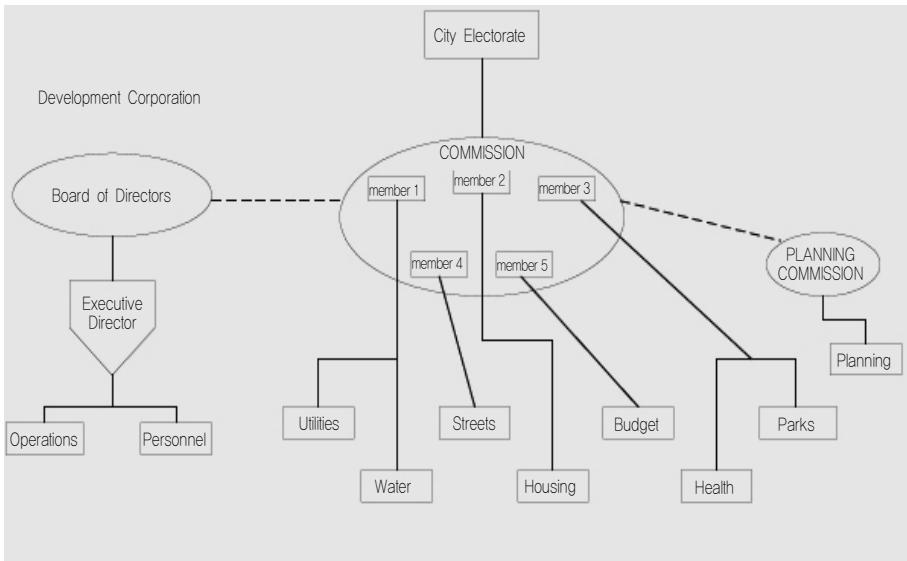 City Electorate
Development Corporation
COMMISSION
member 1
member 2
member 3
Board of Directors
member 4
member 5
PLANNING
COMMISSION
Executive
Director
Planning
Operations
Personnel
Utilities
Streets
Budget
Parks
Water
Housing
Health